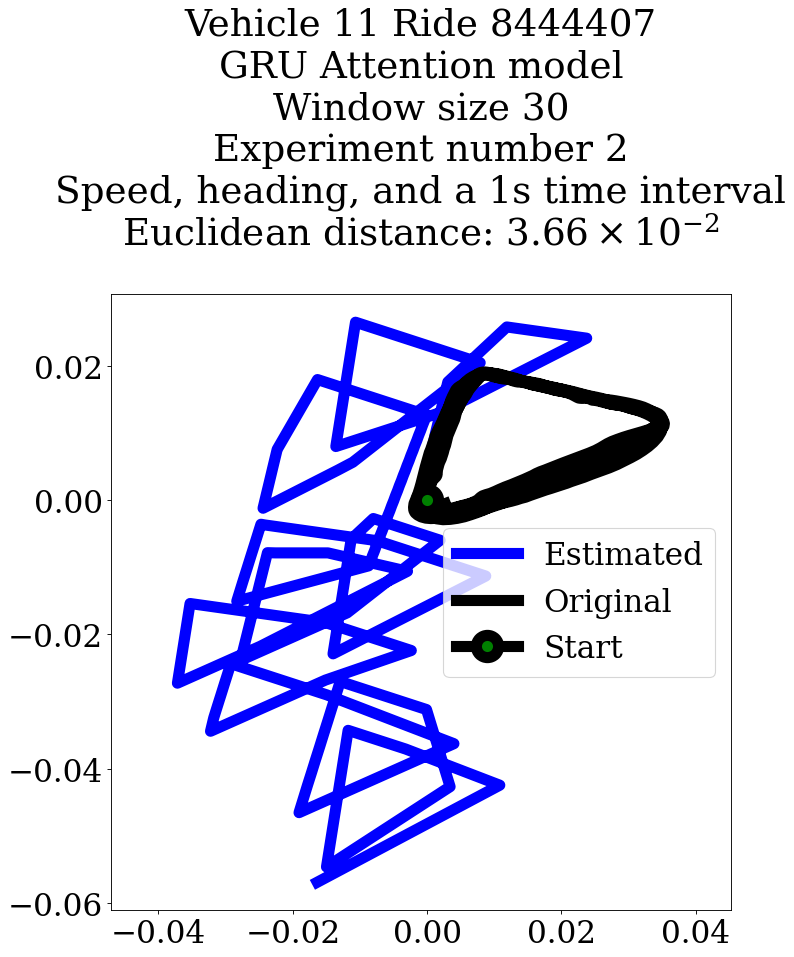 Vehicle 11 Ride 8444407
GRU Attention model
Window size 30
Experiment number 2
Speed, heading, and a 1s time interval
Euclidean distance: 3.66 × 10⁻²
0.02
0.00
−0.02
−0.04
−0.06
Estimated
Original
Start
−0.04 −0.02 0.00 0.02 0.04